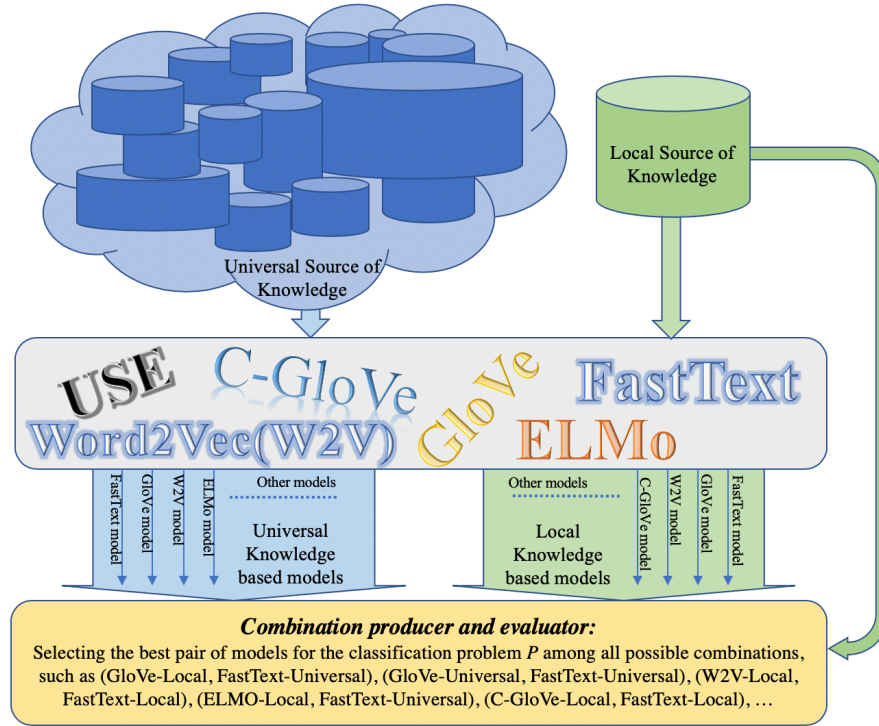 Local Source of
Knowledge
Universal Source of
Knowledge
USE
C-GloVe
GloVe
FastText
Word2Vec(W2V)
ELMo
FastText model
GloVe model
W2V model
ELMo model
Other models
Universal
Knowledge
based models
Other models
Local
Knowledge
based models
C-GloVe model
W2V model
GloVe model
FastText model
Combination producer and evaluator:
Selecting the best pair of models for the classification problem P among all possible combinations,
such as (GloVe-Local, FastText-Universal), (GloVe-Universal, FastText-Universal), (W2V-Local,
FastText-Local), (ELMO-Local, FastText-Universal), (C-GloVe-Local, FastText-Local), …